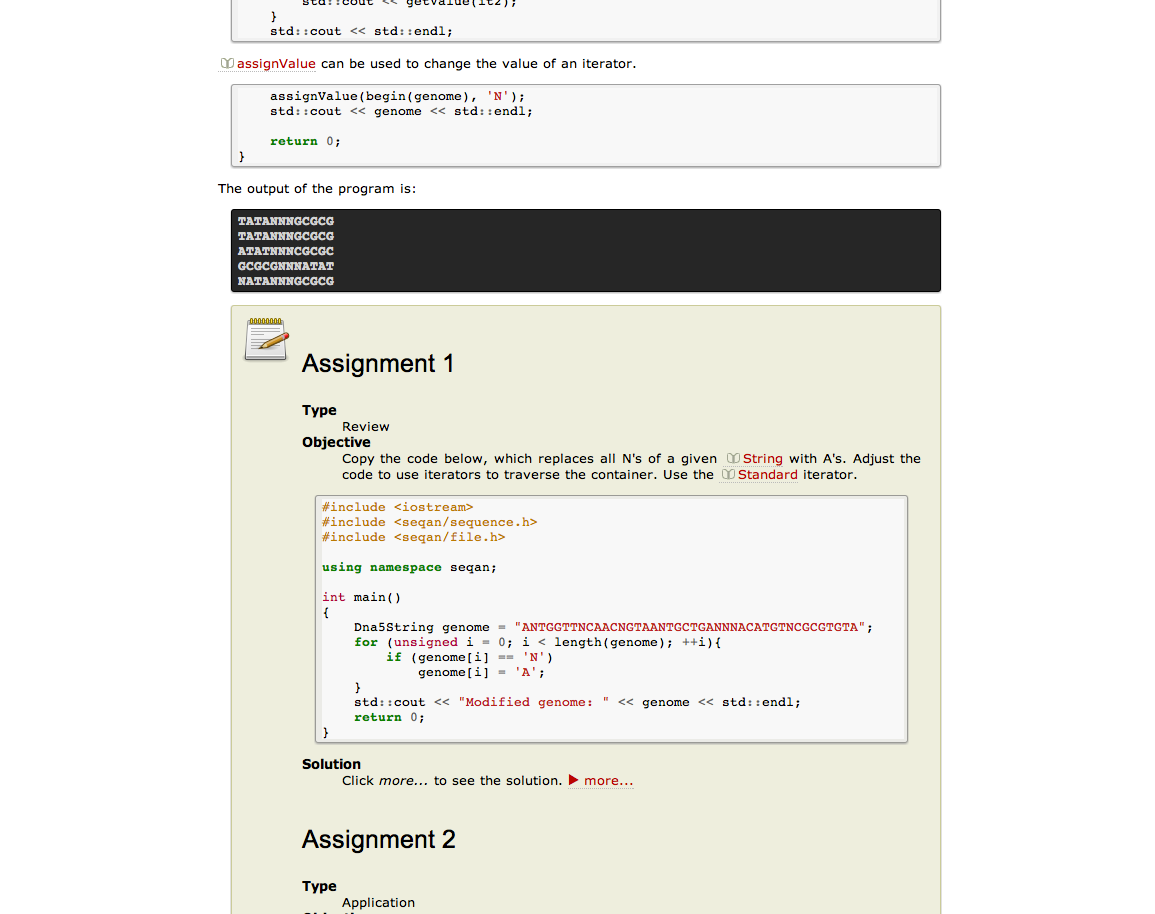 std::cout << getValue(it2);
}
std::cout << std::endl;
assignValue can be used to change the value of an iterator.
assignValue(begin(genome), 'N');
std::cout << genome << std::endl;
return 0;
}
The output of the program is:
TATANNNGCGCG
TATANNNGCGCG
ATATNNNCGCGC
GCGCGNNNATAT
NATANNNGCGCG
Assignment 1
Type
Review
Objective
Copy the code below, which replaces all N's of a given String with A's. Adjust the
code to use iterators to traverse the container. Use the Standard iterator.
#include <iostream>
#include <seqan/sequence.h>
#include <seqan/file.h>
using namespace seqan;
int main()
{
Dna5String genome = "ANTGGTTNCAACNGTAANTGCTGANNNACATGTNCGCGTGTA";
for (unsigned i = 0; i < length(genome); ++i){
if (genome[i] == 'N')
genome[i] = 'A';
}
std::cout << "Modified genome: " << genome << std::endl;
return 0;
}
Solution
Click more... to see the solution. more...
Assignment 2
Type
Application